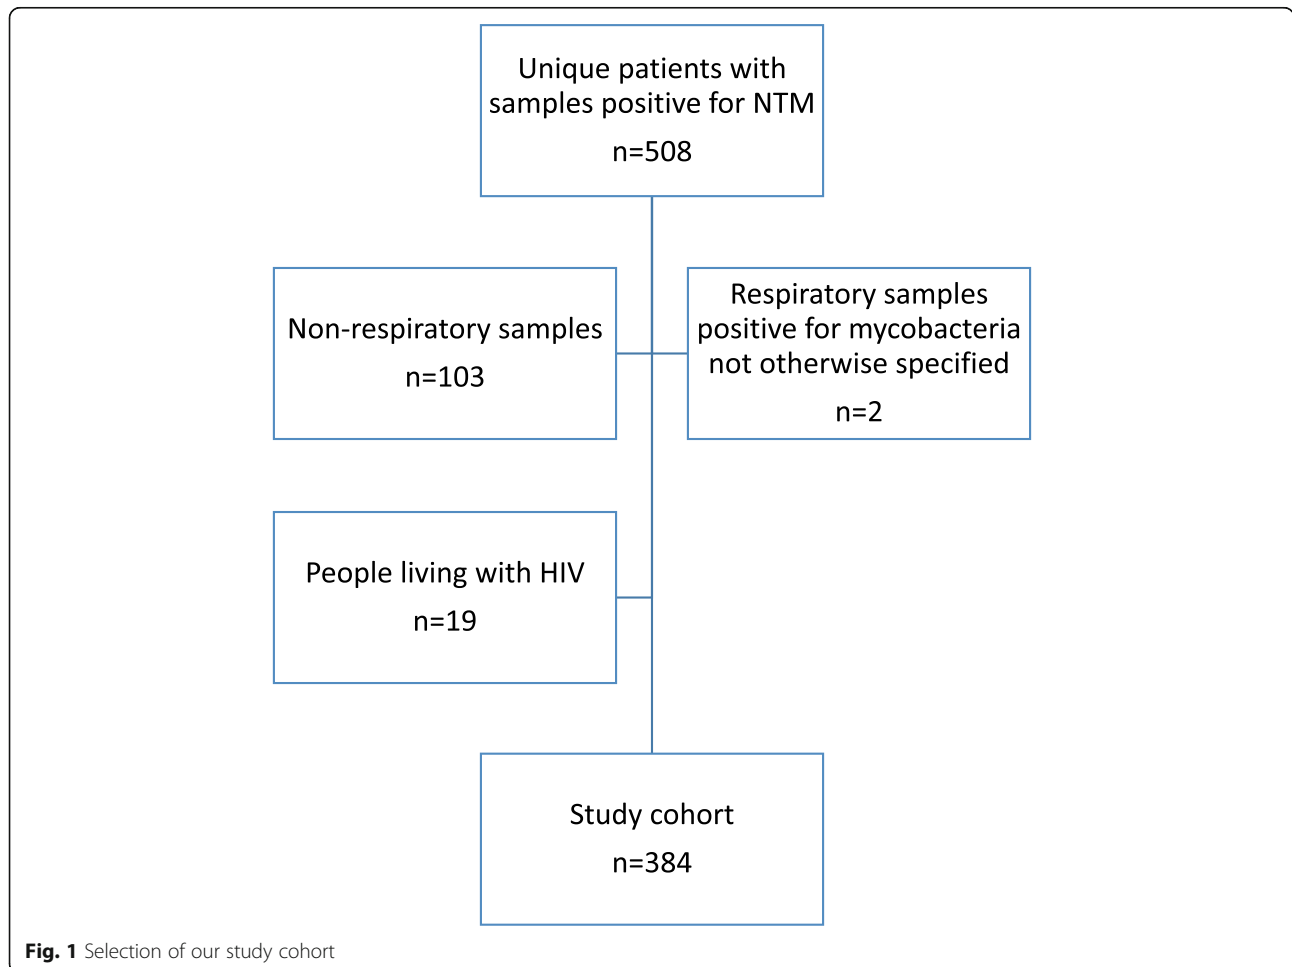 Unique patients with
samples positive for NTM
n=508
Non-respiratory samples
n=103
Respiratory samples
positive for mycobacteria
not otherwise specified
n=2
People living with HIV
n=19
Study cohort
n=384
Fig. 1 Selection of our study cohort